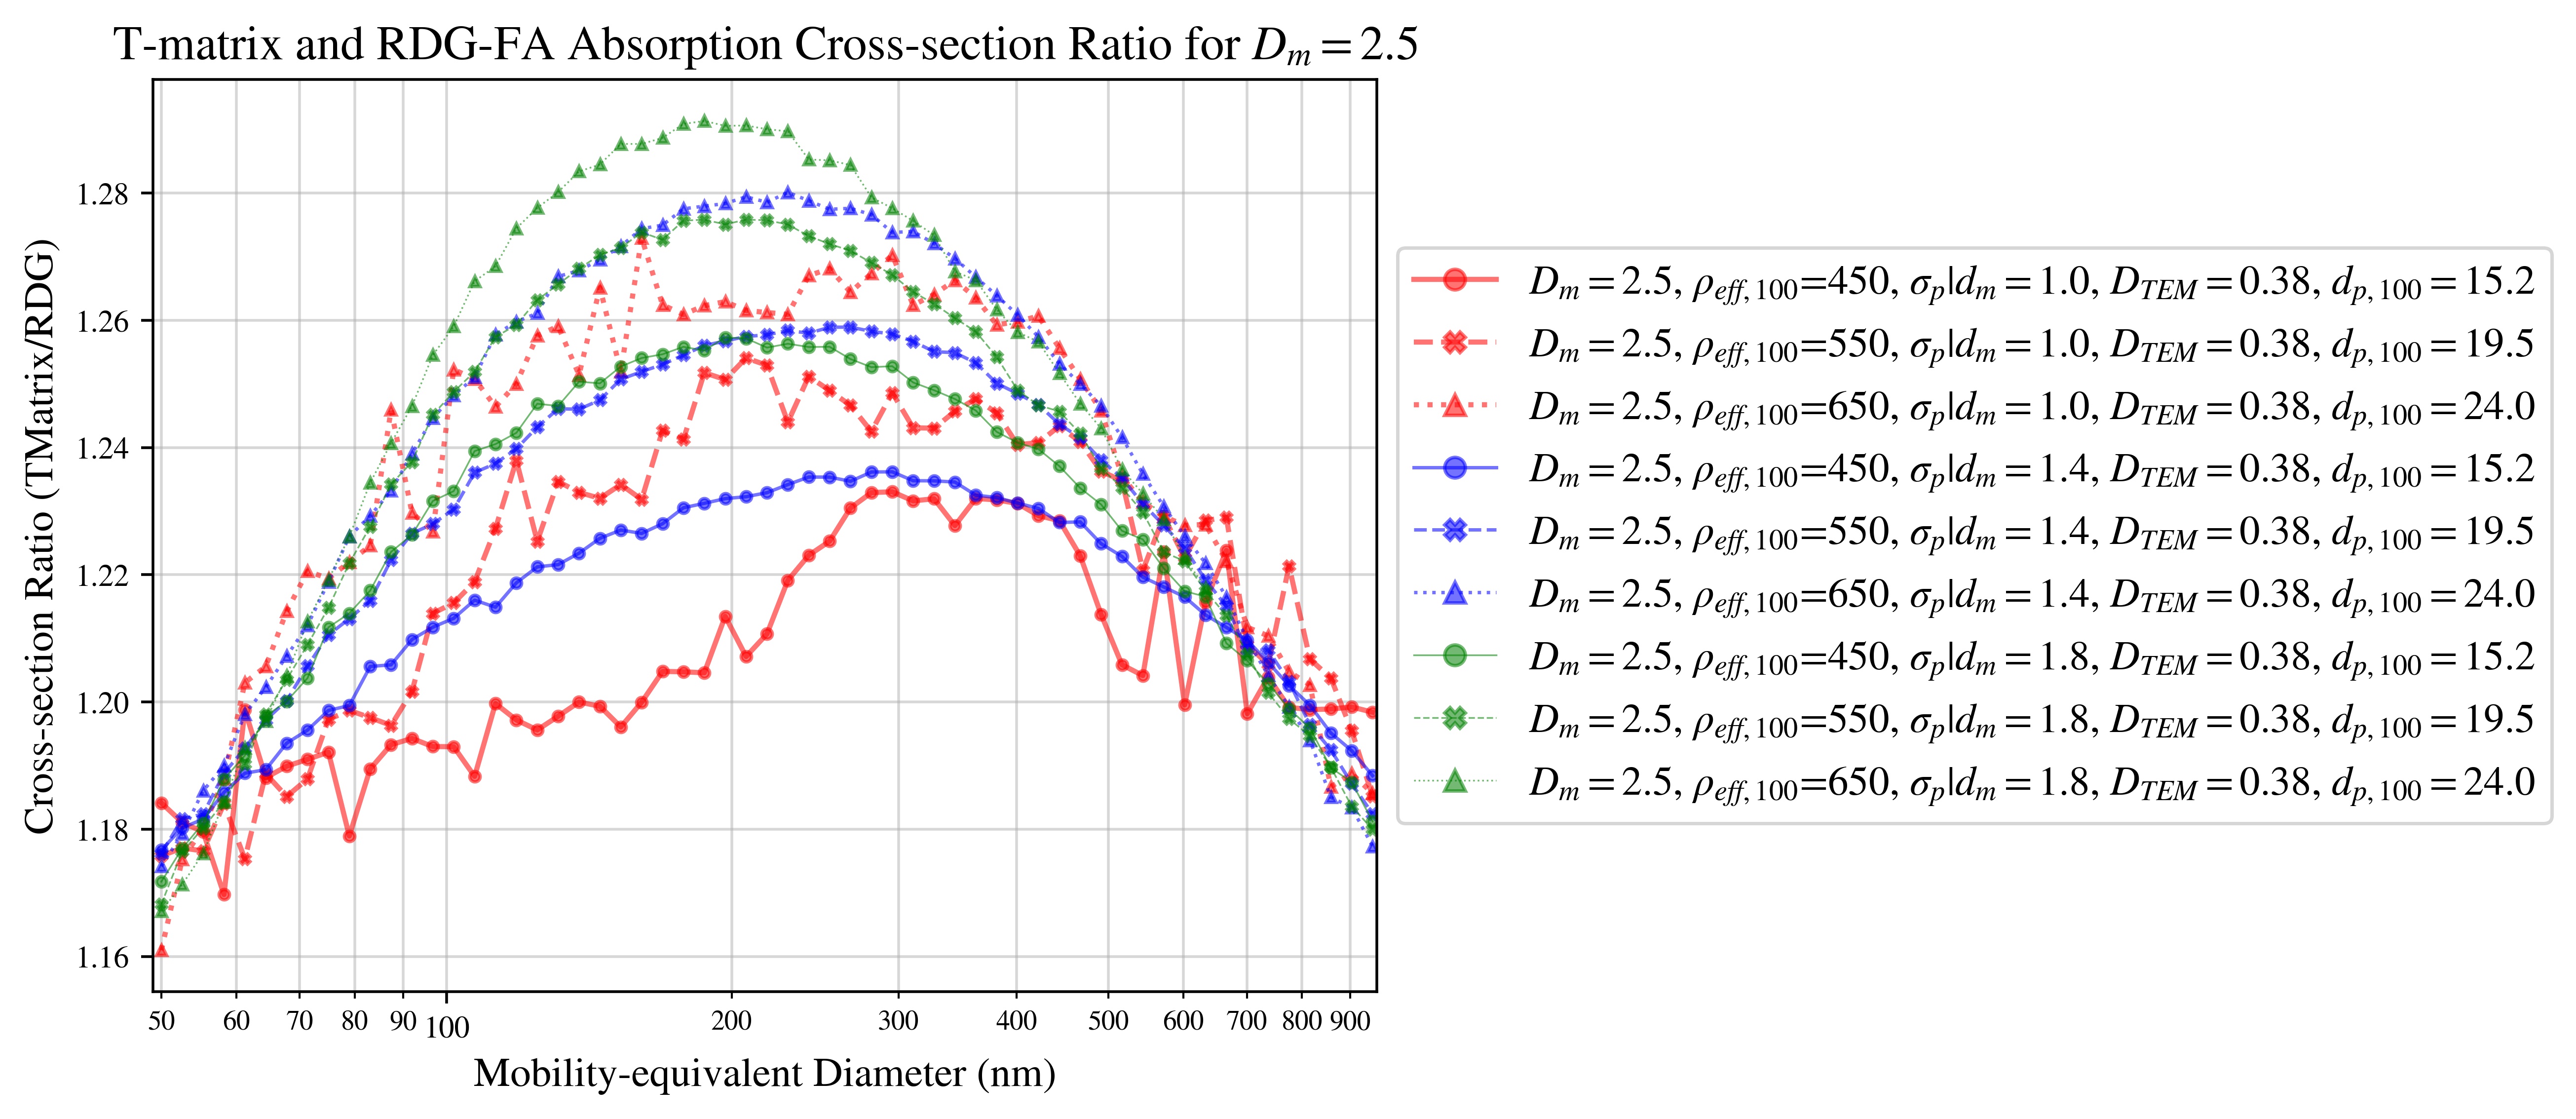 T-matrix and RDG-FA Absorption Cross-section Ratio for Dₘ = 2.5
Cross-section Ratio (TMatrix/RDG)
1.28
1.26
1.24
1.22
1.20
1.18
1.16
50 60 70 80 90 100 200 300 400 500 600 700 800 900
Mobility-equivalent Diameter (nm)
D_m = 2.5, ρ_eff,100=450, σ_p|d_m = 1.0, D_TEM = 0.38, d_p,100 = 15.2
D_m = 2.5, ρ_eff,100=550, σ_p|d_m = 1.0, D_TEM = 0.38, d_p,100 = 19.5
D_m = 2.5, ρ_eff,100=650, σ_p|d_m = 1.0, D_TEM = 0.38, d_p,100 = 24.0
D_m = 2.5, ρ_eff,100=450, σ_p|d_m = 1.4, D_TEM = 0.38, d_p,100 = 15.2
D_m = 2.5, ρ_eff,100=550, σ_p|d_m = 1.4, D_TEM = 0.38, d_p,100 = 19.5
D_m = 2.5, ρ_eff,100=650, σ_p|d_m = 1.4, D_TEM = 0.38, d_p,100 = 24.0
D_m = 2.5, ρ_eff,100=450, σ_p|d_m = 1.8, D_TEM = 0.38, d_p,100 = 15.2
D_m = 2.5, ρ_eff,100=550, σ_p|d_m = 1.8, D_TEM = 0.38, d_p,100 = 19.5
D_m = 2.5, ρ_eff,100=650, σ_p|d_m = 1.8, D_TEM = 0.38, d_p,100 = 24.0